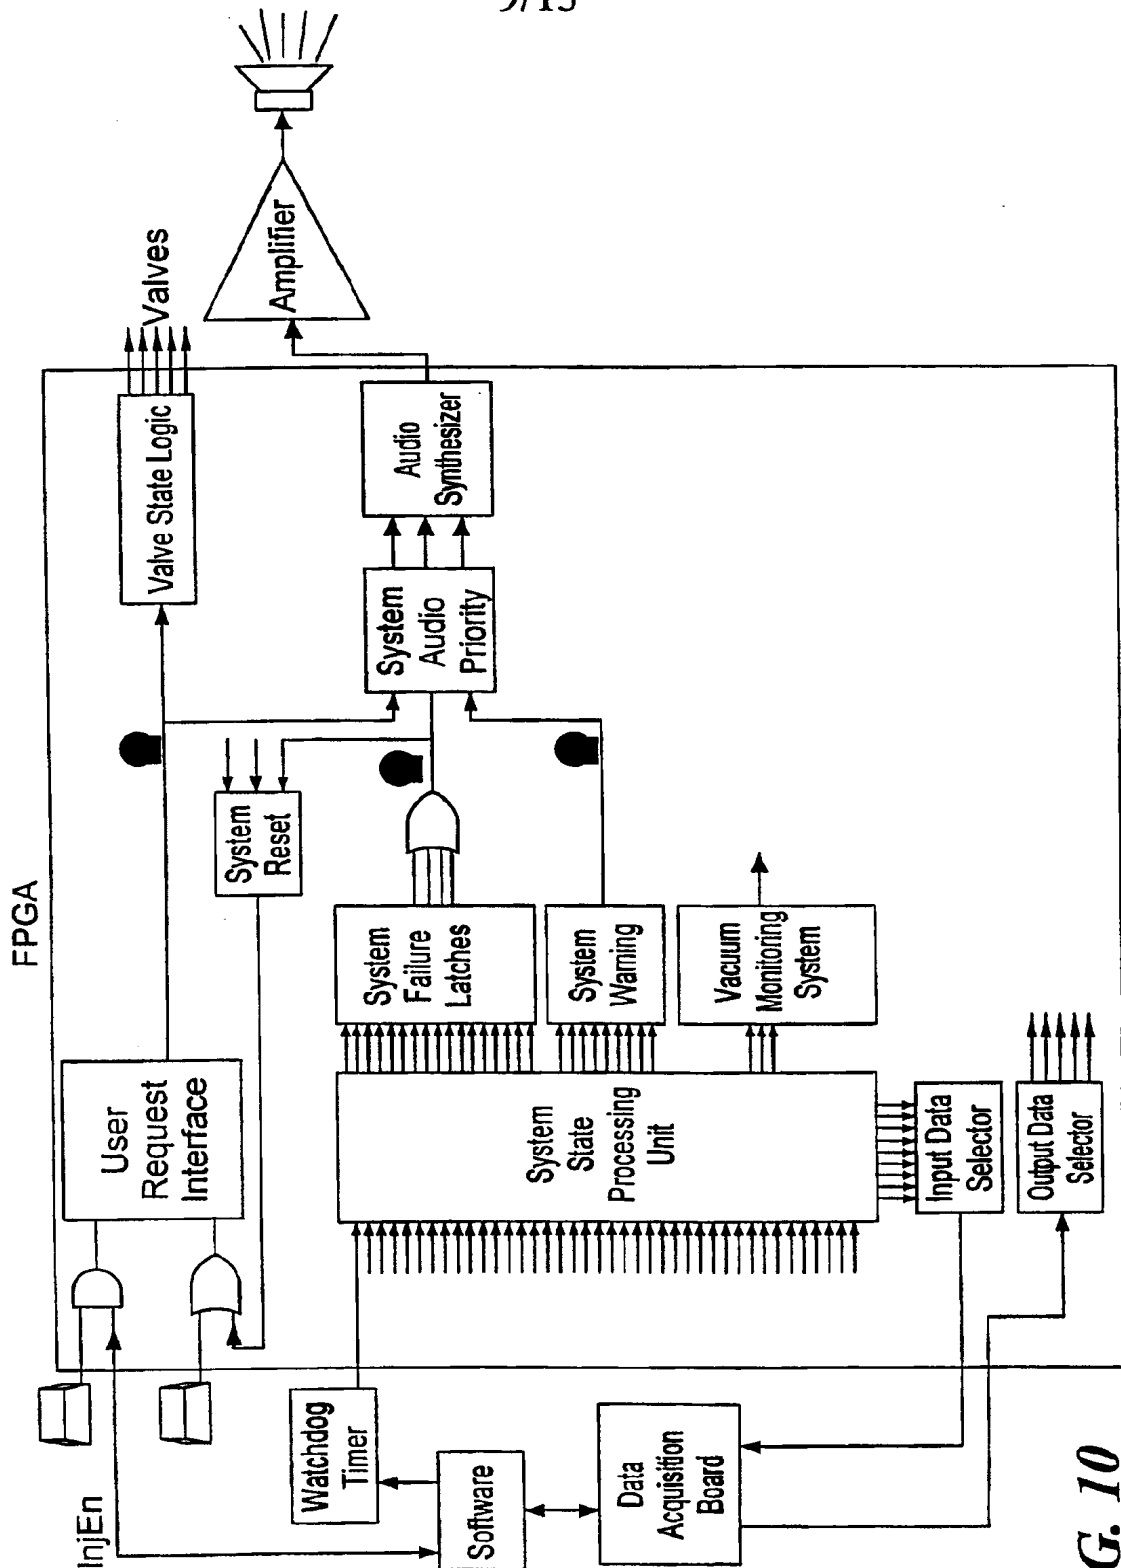 9/15
FPGA
InjEn
User
Request
Interface
Valve State Logic
Valves
System
Reset
Watchdog
Timer
Software
Data
Acquisition
Board
System
State
Processing
Unit
System
Failure
Latches
System
Warning
Vacuum
Monitoring
System
System
Audio
Priority
Audio
Synthesizer
Amplifier
Input Data
Selector
Output Data
Selector
G. 10